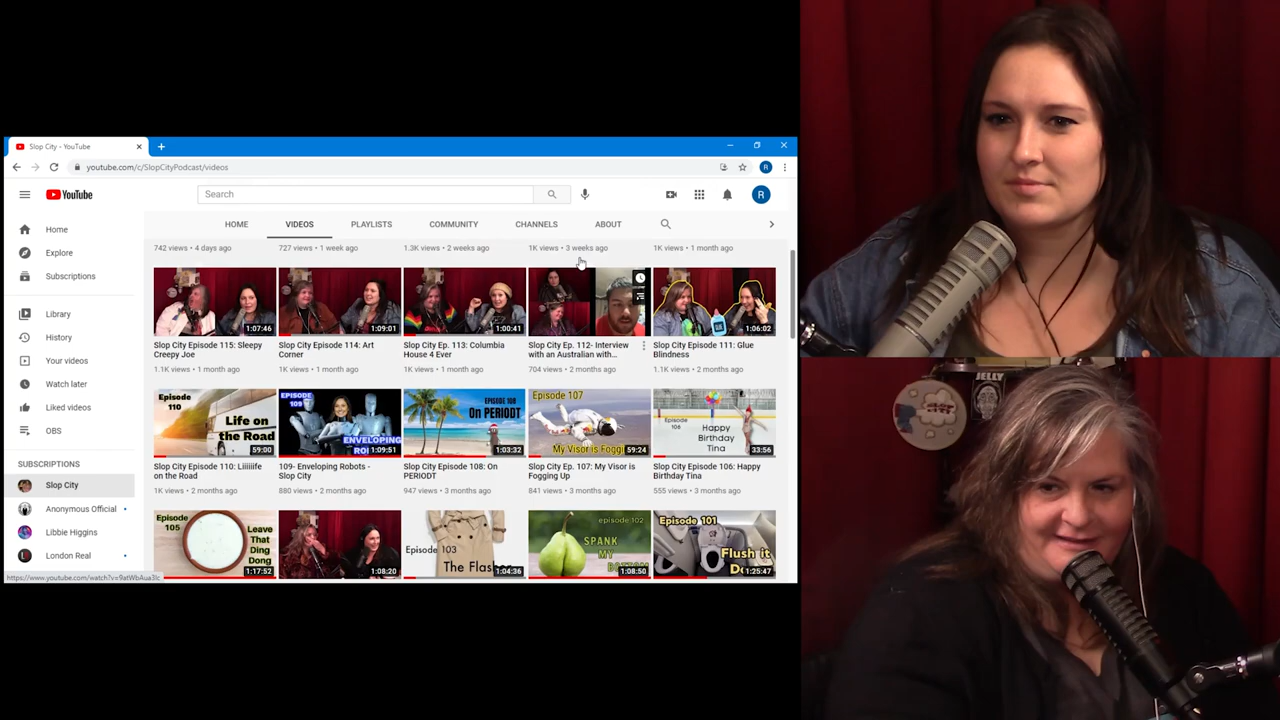 Slop City - YouTube
youtube.com/c/SlopCityPodcast/videos
YouTube
Search
R
HOME
VIDEOS
PLAYLISTS
COMMUNITY
CHANNELS
ABOUT
Home
Explore
Subscriptions
Library
History
Your videos
Watch later
Liked videos
OBS
SUBSCRIPTIONS
Slop City
Anonymous Official
Libbie Higgins
London Real
742 views • 4 days ago
727 views • 1 week ago
1.3K views • 2 weeks ago
1K views • 3 weeks ago
1K views • 1 month ago
1:07:46
Slop City Episode 115: Sleepy
Creepy Joe
1.1K views • 1 month ago
1:09:01
Slop City Episode 114: Art
Corner
1K views • 1 month ago
1:00:41
Slop City Ep. 113: Columbia
House 4 Ever
1K views • 1 month ago
Slop City Ep. 112- Interview
with an Australian with...
704 views • 2 months ago
1:06:02
Slop City Episode 111: Glue
Blindness
1.1K views • 2 months ago
Episode
110
Life on
the Road
59:00
Slop City Episode 110: Liiiiiife
on the Road
1K views • 2 months ago
EPISODE
109
ENVELOPING
1:09:51
109- Enveloping Robots -
Slop City
880 views • 2 months ago
EPISODE 108
On PERIODT
1:03:32
Slop City Episode 108: On
PERIODT
947 views • 3 months ago
Episode 107
My Visor is Foggi
59:24
Slop City Ep. 107: My Visor is
Fogging Up
841 views • 3 months ago
Episode
106
Happy
Birthday
Tina
33:56
Slop City Episode 106: Happy
Birthday Tina
555 views • 3 months ago
Episode
105
Leave
That
Ding
Dong
1:17:52
1:08:20
Episode 103
The Flas
1:04:36
episode 102
SPANK
MY
1:08:50
Episode 101
Flush it
1:25:47
https://www.youtube.com/watch?v=9atWbAua3lc
JELLY